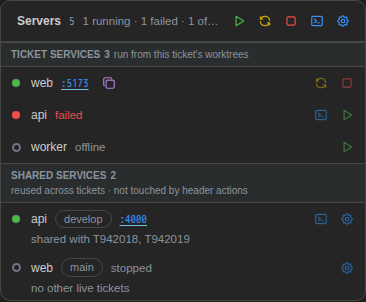 Servers 5 1 running · 1 failed · 1 of…
TICKET SERVICES 3 run from this ticket's worktrees
web :5173
api failed
worker offline
SHARED SERVICES 2
reused across tickets · not touched by header actions
api develop :4000
shared with T942018, T942019
web main stopped
no other live tickets